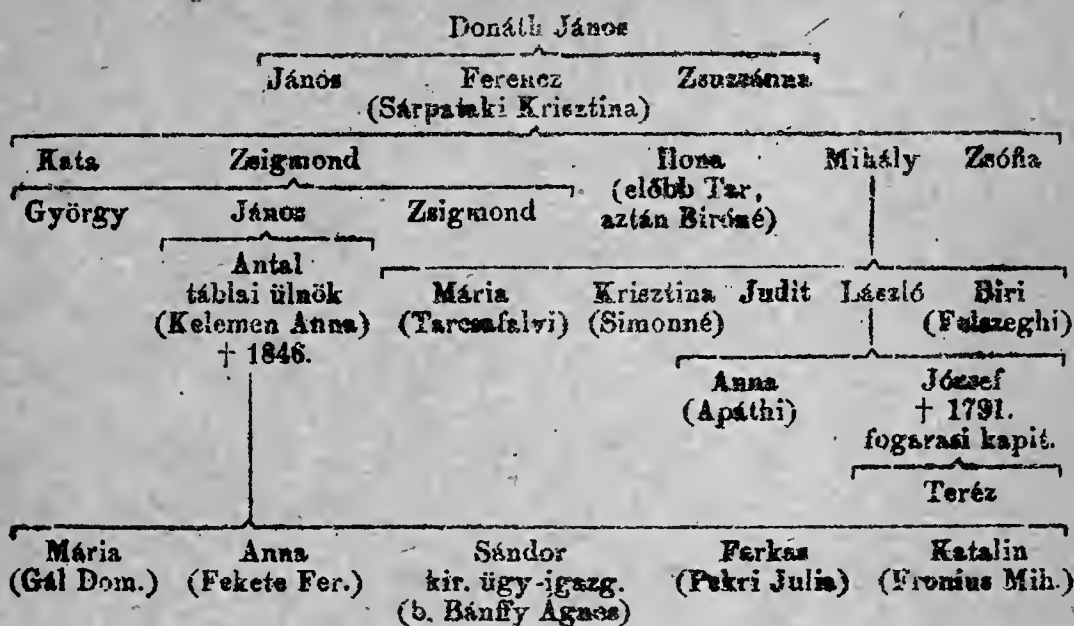 Donáth János
János Ferencz Zsuzsánna
(Sárpataki Krisztina)
Kata Zsigmond Ilona Mihály Zsófia
(előbb Tar,
aztán Biróné)
György János Zsigmond
Antal
táblai ülnök
(Kelemen Anna)
† 1846.
Mária Krisztina Judit László Biri
(Tarcsafalvi) (Simonné) (Felszeghi)
Anna József
(Apáthi) † 1791.
fogarasi kapit.
Teréz
Mária Anna Sándor Farkas Katalin
(Gál Dom.) (Fekete Fer.) kir. ügy-igazg. (Pekri Julia) (Fronius Mih.)
(b. Bánffy Ágnes)